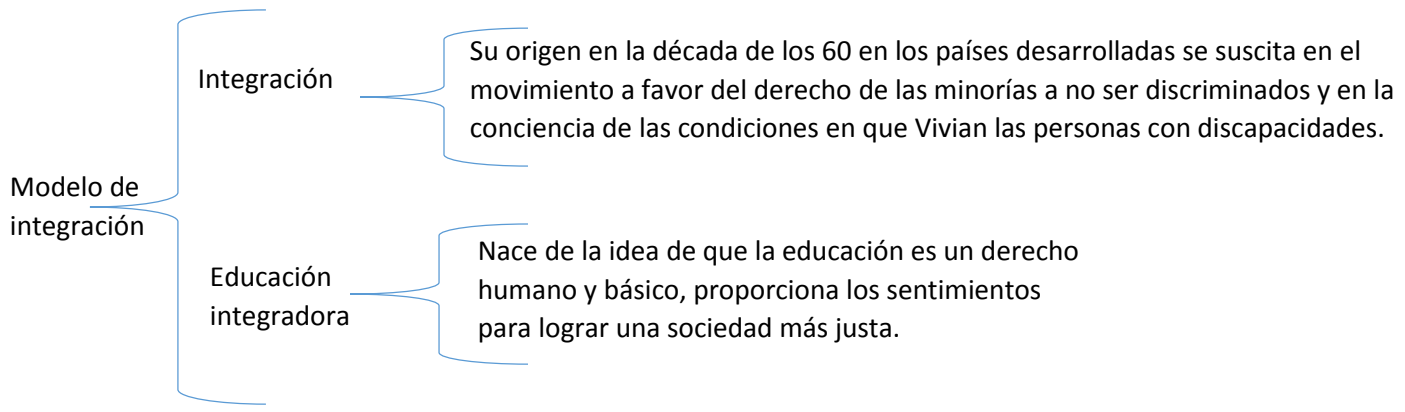 Modelo de
integración
Integración
Su origen en la década de los 60 en los países desarrolladas se suscita en el
movimiento a favor del derecho de las minorías a no ser discriminados y en la
conciencia de las condiciones en que Vivian las personas con discapacidades.
Educación
integradora
Nace de la idea de que la educación es un derecho
humano y básico, proporciona los sentimientos
para lograr una sociedad más justa.